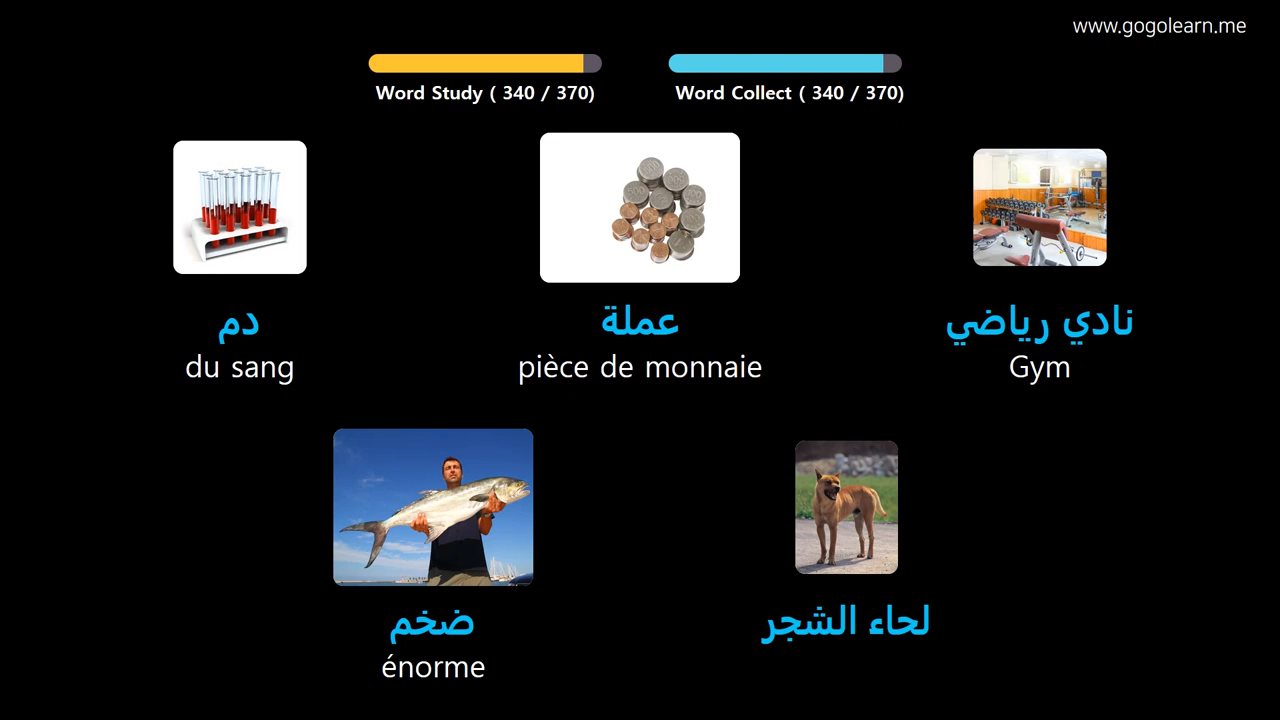 www.gogolearn.me
Word Study ( 340 / 370)
Word Collect ( 340 / 370)
دم
du sang
عملة
pièce de monnaie
نادي رياضي
Gym
ضخم
énorme
لحاء الشجر